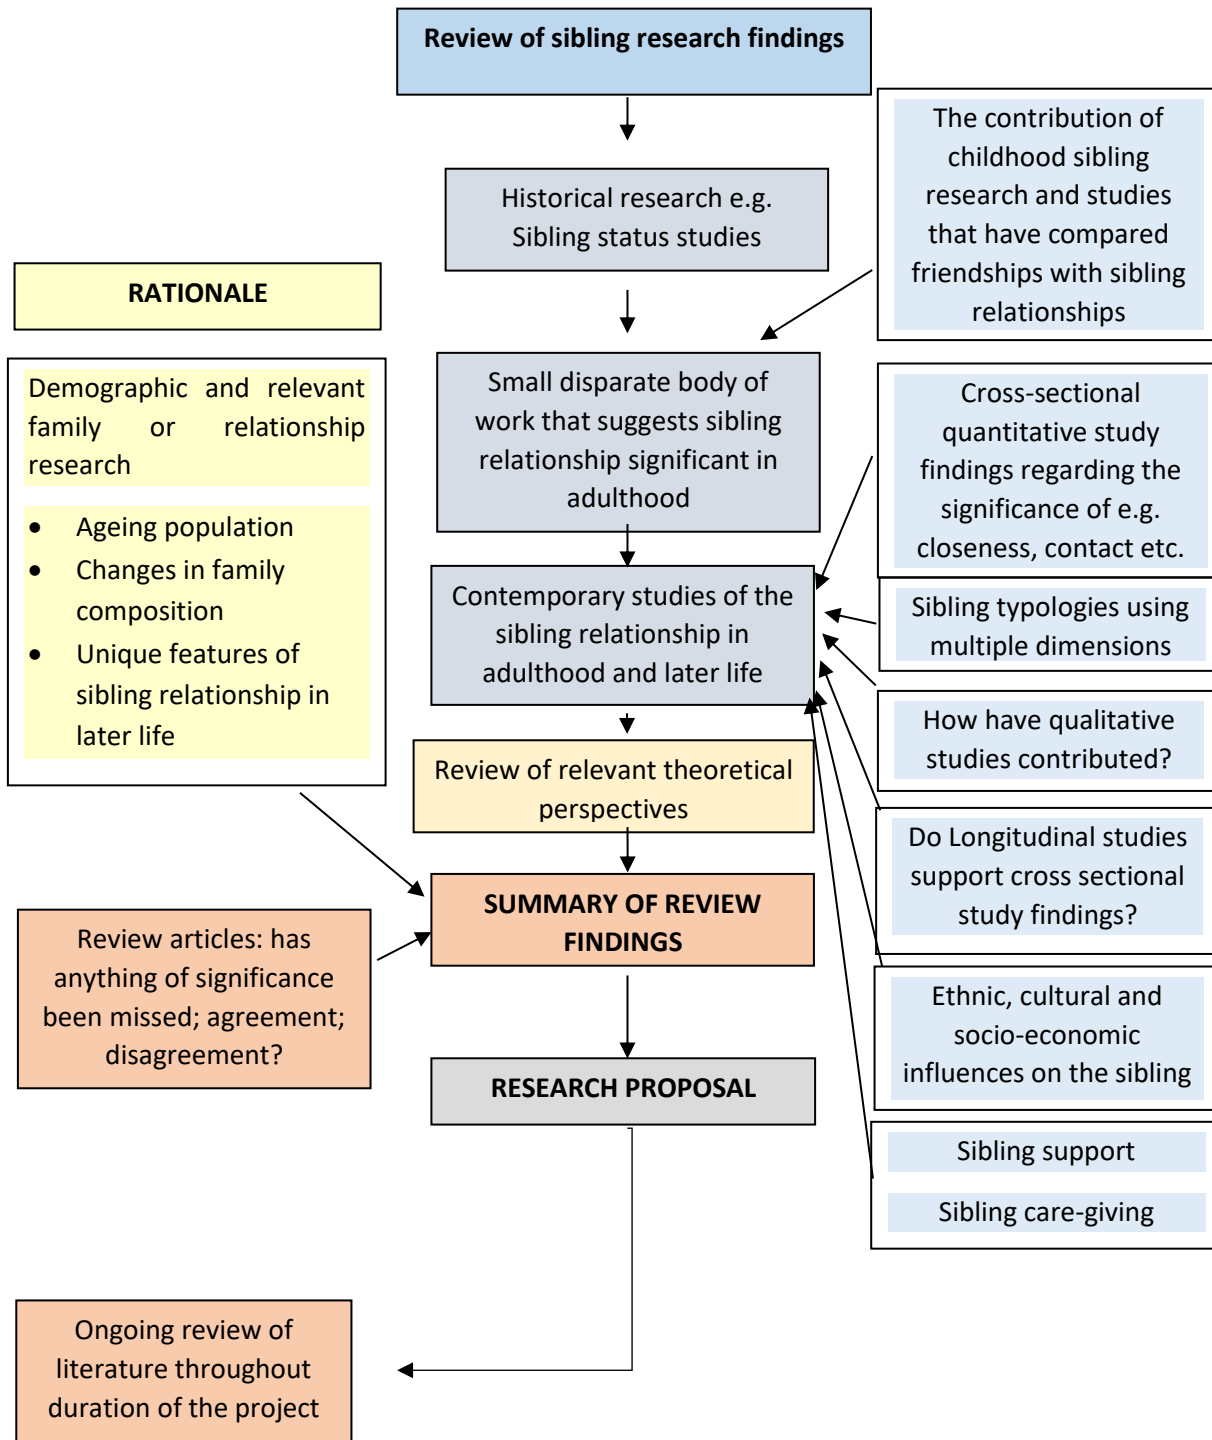 Review of sibling research findings
Historical research e.g.
Sibling status studies
The contribution of
childhood sibling
research and studies
that have compared
friendships with sibling
relationships
RATIONALE
Demographic and relevant
family or relationship
research
• Ageing population
• Changes in family
composition
• Unique features of
sibling relationship in
later life
Small disparate body of
work that suggests sibling
relationship significant in
adulthood
Cross-sectional
quantitative study
findings regarding the
significance of e.g.
closeness, contact etc.
Contemporary studies of the
sibling relationship in
adulthood and later life
Sibling typologies using
multiple dimensions
How have qualitative
studies contributed?
Review of relevant theoretical
perspectives
Do Longitudinal studies
support cross sectional
study findings?
SUMMARY OF REVIEW
FINDINGS
Review articles: has
anything of significance
been missed; agreement;
disagreement?
Ethnic, cultural and
socio-economic
influences on the sibling
RESEARCH PROPOSAL
Sibling support
Sibling care-giving
Ongoing review of
literature throughout
duration of the project